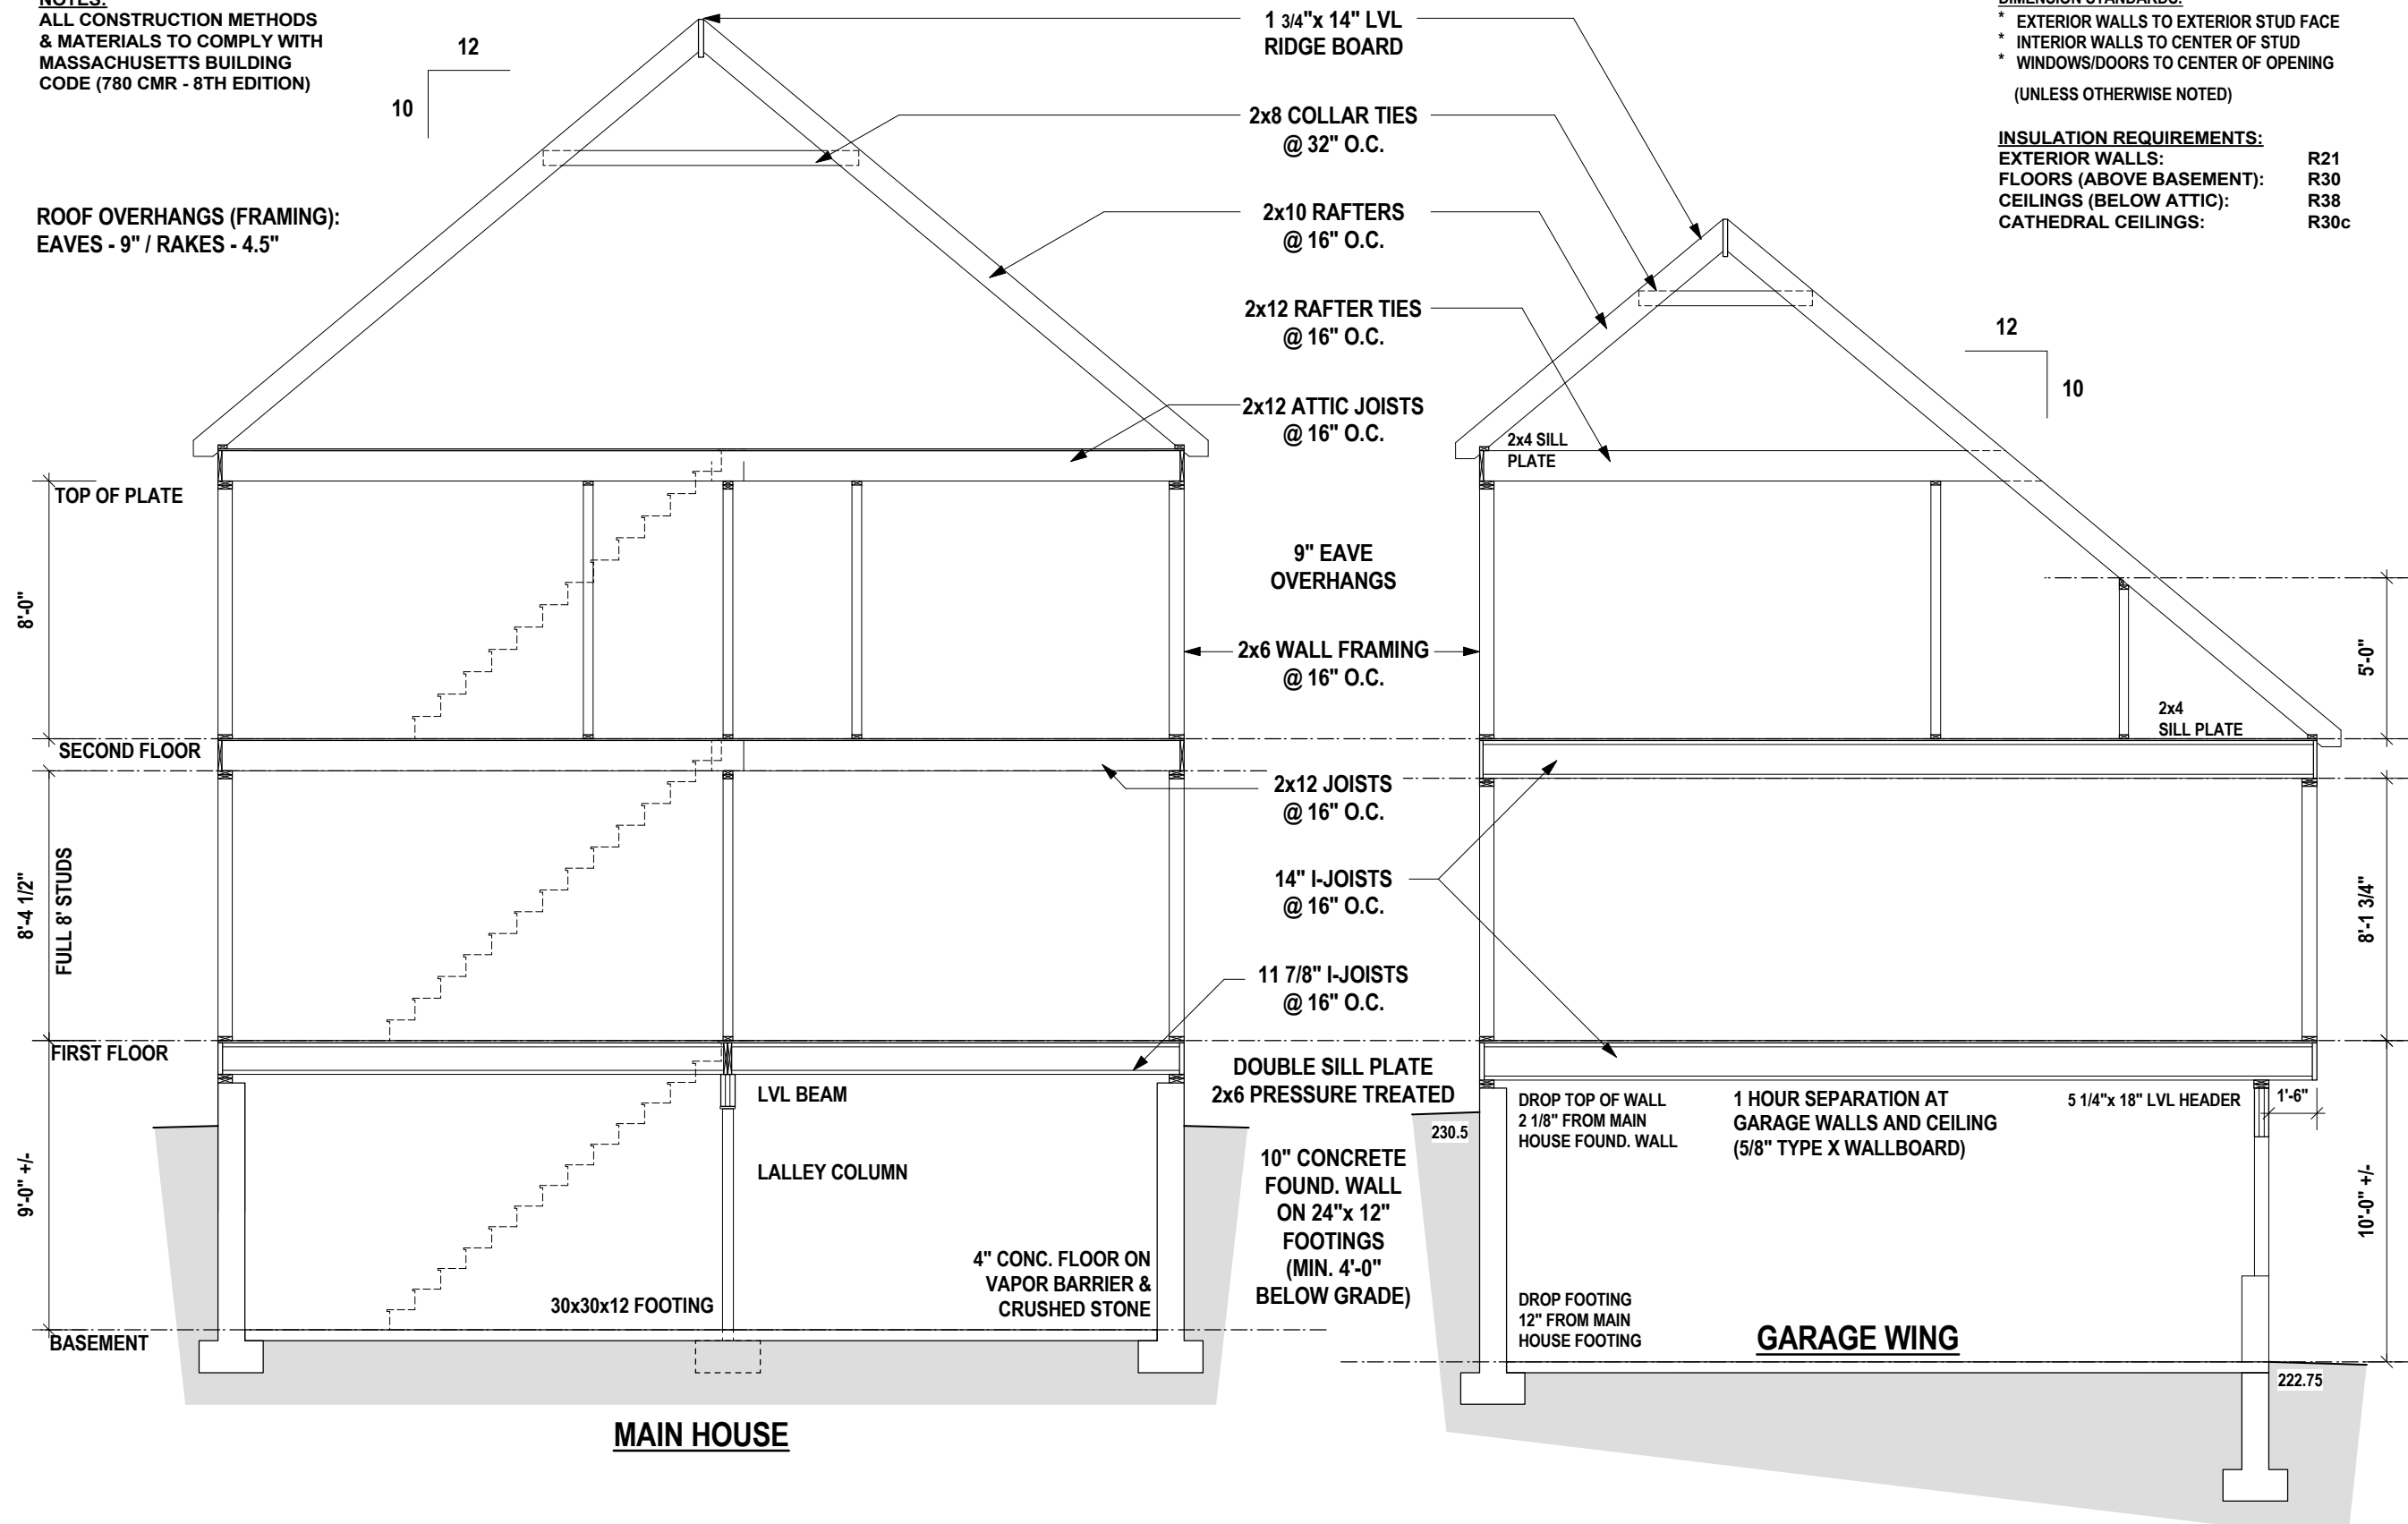 NOTES:
ALL CONSTRUCTION METHODS
& MATERIALS TO COMPLY WITH
MASSACHUSETTS BUILDING
CODE (780 CMR - 8TH EDITION)
12
10
ROOF OVERHANGS (FRAMING):
EAVES - 9" / RAKES - 4.5"
1 3/4"x 14" LVL
RIDGE BOARD
2x8 COLLAR TIES
@ 32" O.C.
2x10 RAFTERS
@ 16" O.C.
2x12 RAFTER TIES
@ 16" O.C.
2x12 ATTIC JOISTS
@ 16" O.C.
9" EAVE
OVERHANGS
2x6 WALL FRAMING
@ 16" O.C.
2x12 JOISTS
@ 16" O.C.
14" I-JOISTS
@ 16" O.C.
11 7/8" I-JOISTS
@ 16" O.C.
DOUBLE SILL PLATE
2x6 PRESSURE TREATED
10" CONCRETE
FOUND. WALL
ON 24"x 12"
FOOTINGS
(MIN. 4'-0"
BELOW GRADE)
DIMENSION STANDARDS:
* EXTERIOR WALLS TO EXTERIOR STUD FACE
* INTERIOR WALLS TO CENTER OF STUD
* WINDOWS/DOORS TO CENTER OF OPENING
(UNLESS OTHERWISE NOTED)
INSULATION REQUIREMENTS:
EXTERIOR WALLS: R21
FLOORS (ABOVE BASEMENT): R30
CEILINGS (BELOW ATTIC): R38
CATHEDRAL CEILINGS: R30c
12
10
TOP OF PLATE
8'-0"
SECOND FLOOR
8'-4 1/2"
FULL 8' STUDS
FIRST FLOOR
9'-0" +/-
BASEMENT
LVL BEAM
LALLEY COLUMN
30x30x12 FOOTING
4" CONC. FLOOR ON
VAPOR BARRIER &
CRUSHED STONE
MAIN HOUSE
2x4 SILL
PLATE
2x4
SILL PLATE
5'-0"
8'-1 3/4"
10'-0" +/-
230.5
DROP TOP OF WALL
2 1/8" FROM MAIN
HOUSE FOUND. WALL
1 HOUR SEPARATION AT
GARAGE WALLS AND CEILING
(5/8" TYPE X WALLBOARD)
5 1/4"x 18" LVL HEADER
1'-6"
DROP FOOTING
12" FROM MAIN
HOUSE FOOTING
GARAGE WING
222.75